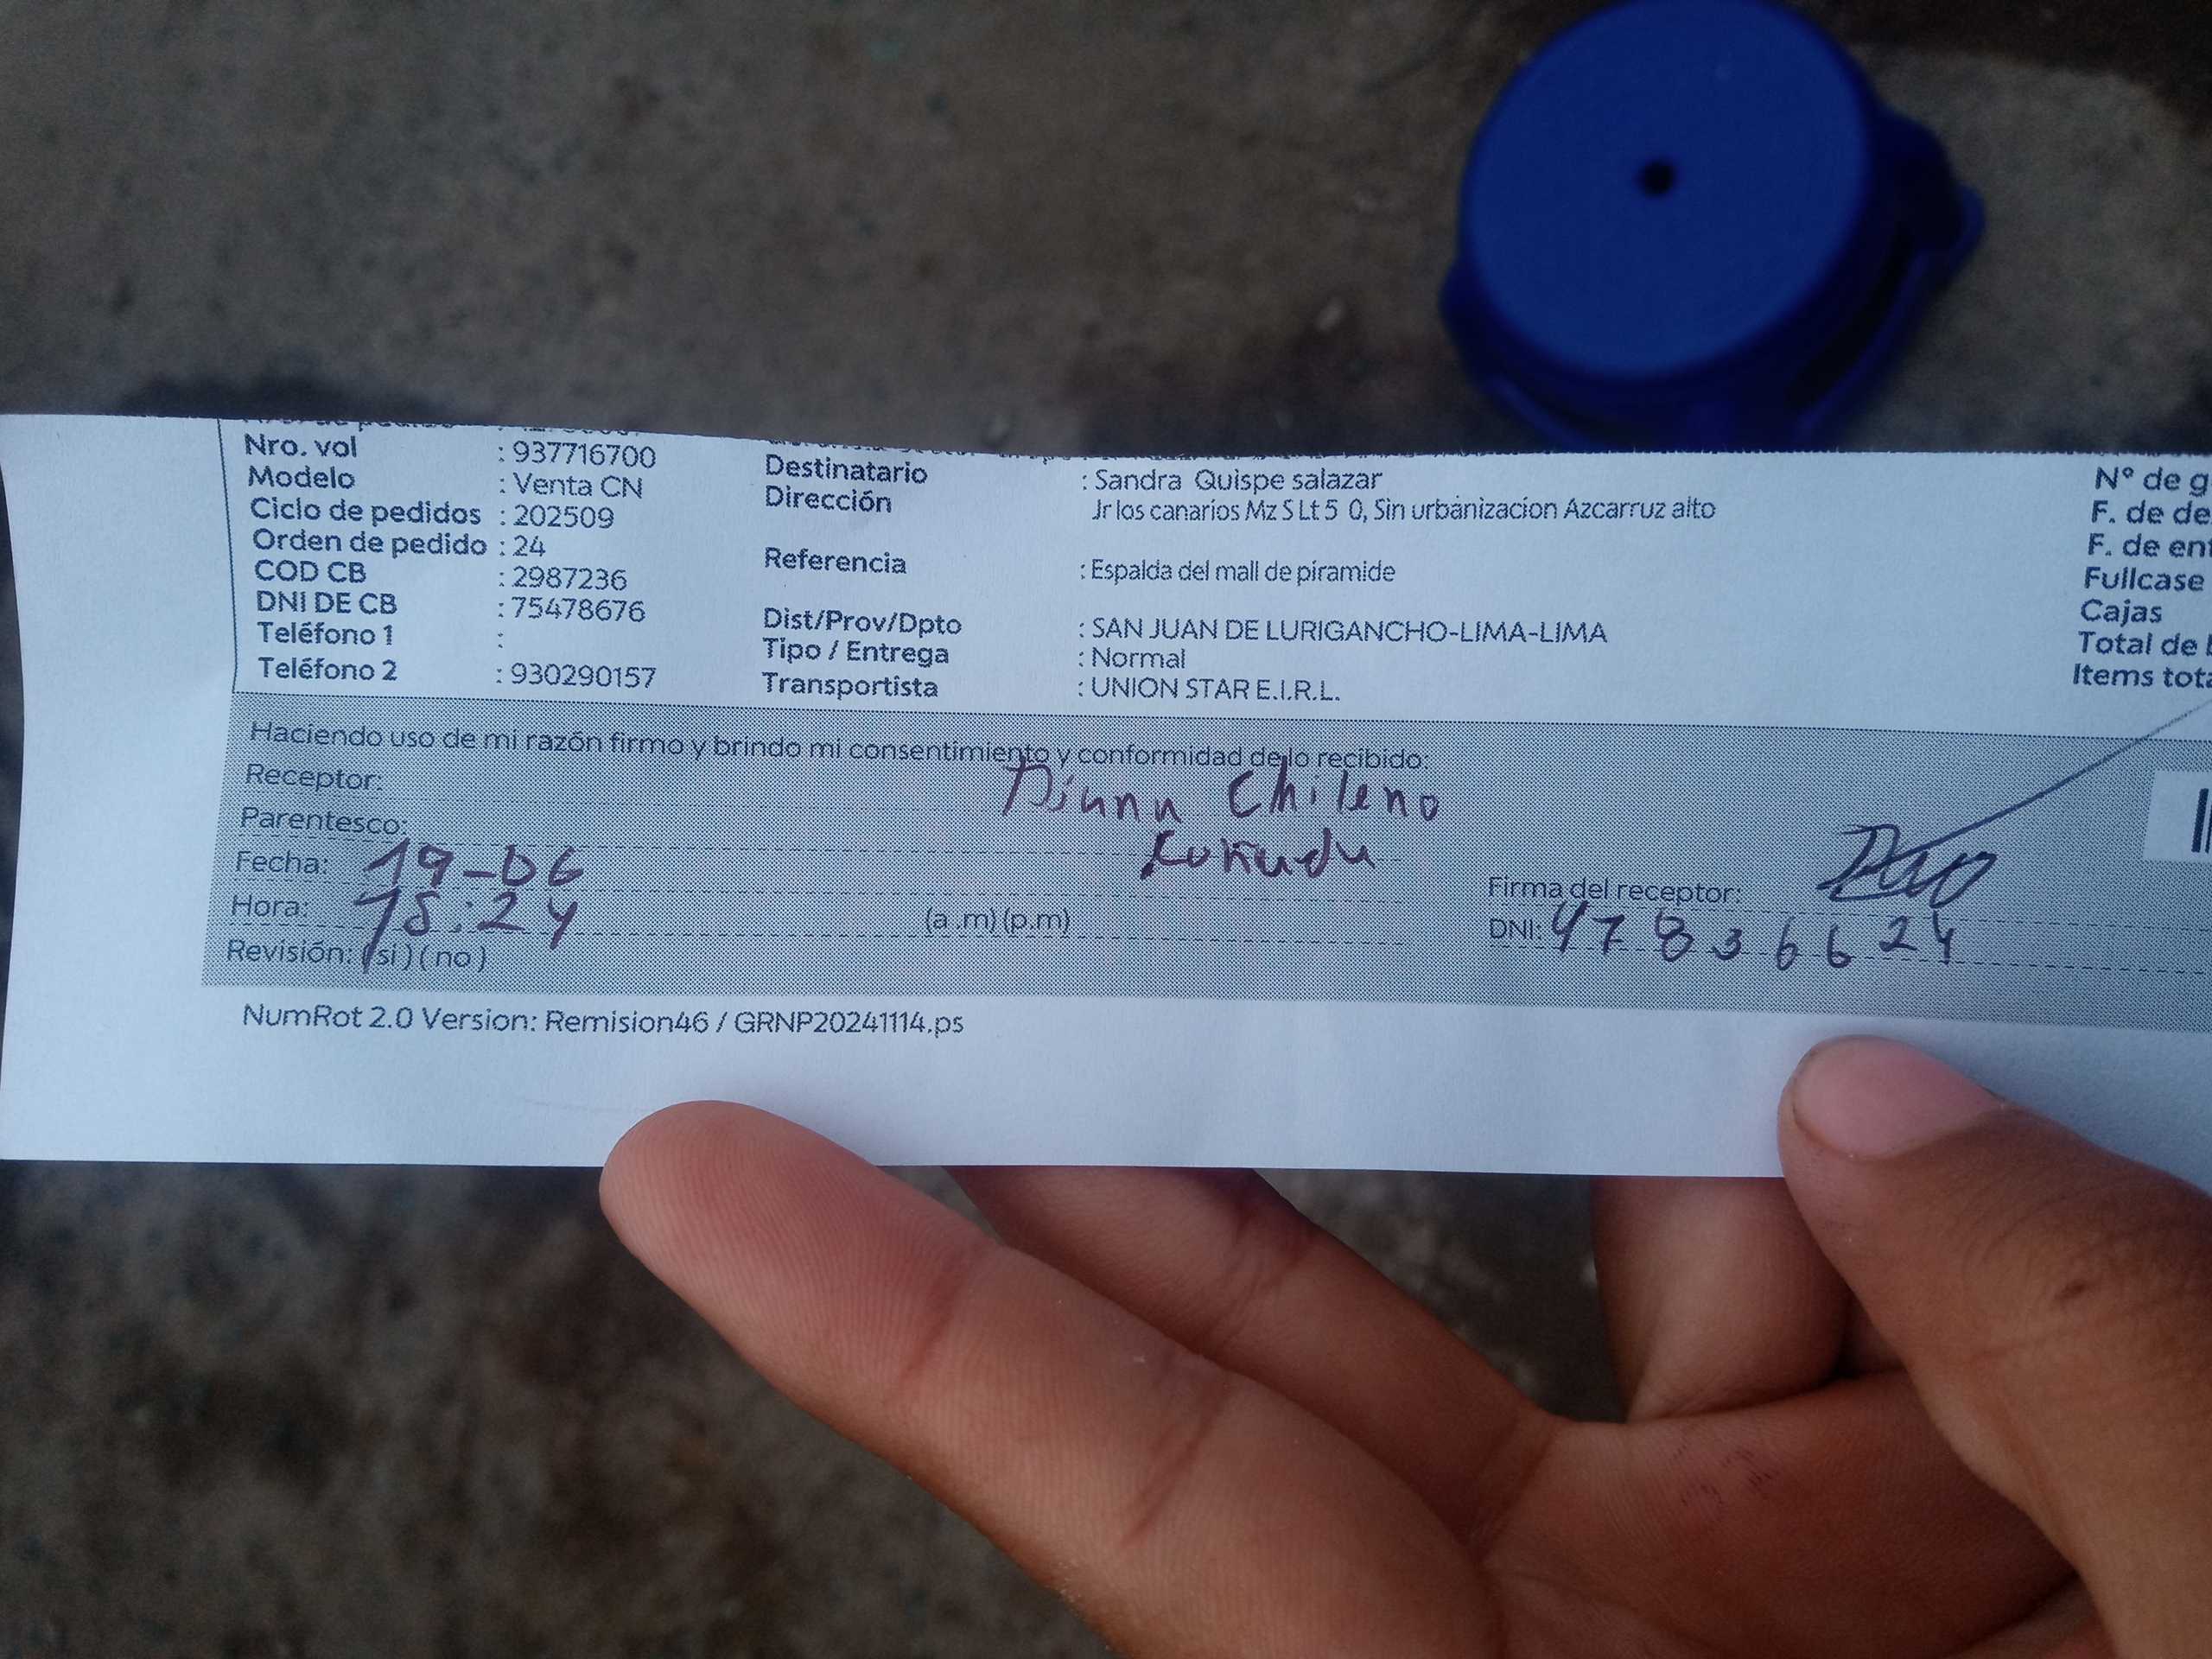 Nro. vol : 937716700
Modelo : Venta CN
Ciclo de pedidos : 202509
Orden de pedido : 24
COD CB : 2987236
DNI DE CB : 75478676
Teléfono 1 :
Teléfono 2 : 930290157
Destinatario : Sandra Quispe salazar
Dirección Jr los canarios Mz S Lt 5 0, Sin urbanizacion Azcarruz alto
Referencia : Espalda del mall de piramide
Dist/Prov/Dpto : SAN JUAN DE LURIGANCHO-LIMA-LIMA
Tipo / Entrega : Normal
Transportista : UNION STAR E.I.R.L.
N° de g
F. de de
F. de ent
Fullcase
Cajas
Total de
Items tota
Haciendo uso de mi razón firmo y brindo mi consentimiento y conformidad de lo recibido:
Receptor: Diana Chileno
Parentesco: Cuñada
Fecha: 19-06
Hora: 15:24 (a .m) (p.m)
Revisión: (si) (no)
Firma del receptor:
DNI: 47836624
NumRot 2.0 Version: Remision46 / GRNP20241114.ps